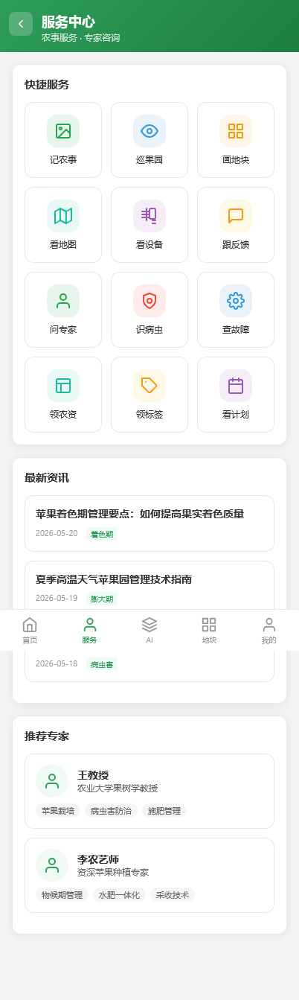 服务中心
农事服务 · 专家咨询
快捷服务
记农事
巡果园
画地块
看地图
看设备
跟反馈
问专家
识病虫
查故障
领农资
领标签
看计划
最新资讯
苹果着色期管理要点：如何提高果实着色质量
2026-05-20 着色期
夏季高温天气苹果园管理技术指南
2026-05-19 膨大期
首页
服务
AI
地块
我的
2026-05-18 病虫害
推荐专家
王教授
农业大学果树学教授
苹果栽培 病虫害防治 施肥管理
李农艺师
资深苹果种植专家
物候期管理 水肥一体化 采收技术